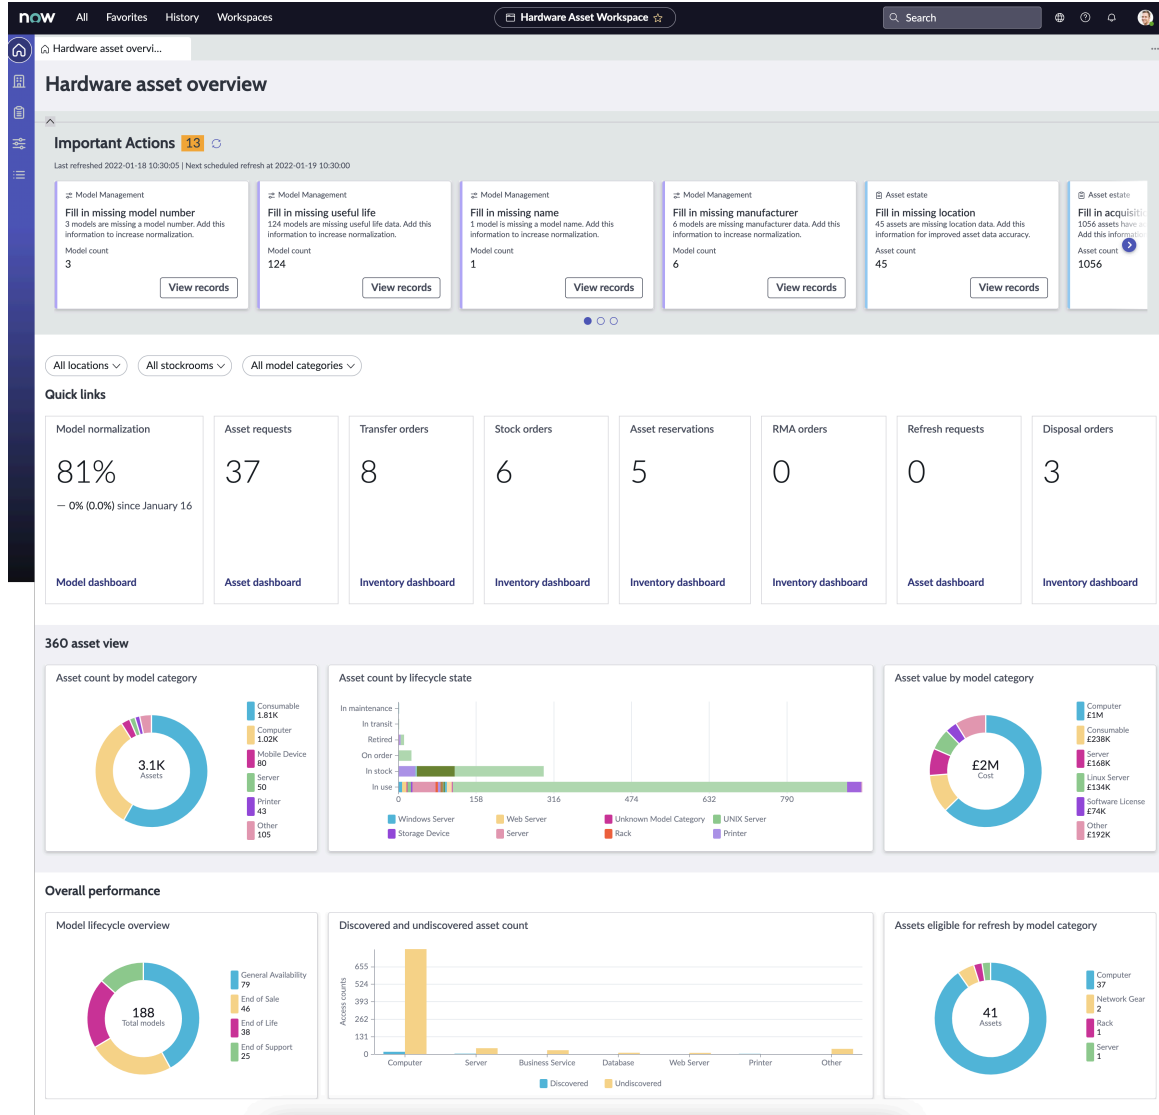 now All Favorites History Workspaces Hardware Asset Workspace Search
Hardware asset overvi...
Hardware asset overview
Important Actions 13
Last refreshed 2022-01-18 10:30:05 | Next scheduled refresh at 2022-01-19 10:30:00
Model Management
Fill in missing model number
3 models are missing a model number. Add this
information to increase normalization.
Model count
3
View records
Model Management
Fill in missing useful life
124 models are missing useful life data. Add this
information to increase normalization.
Model count
124
View records
Model Management
Fill in missing name
1 model is missing a model name. Add this
information to increase normalization.
Model count
1
View records
Model Management
Fill in missing manufacturer
6 models are missing manufacturer data. Add this
information to increase normalization.
Model count
6
View records
Asset estate
Fill in missing location
45 assets are missing location data. Add this
information for improved asset data accuracy.
Asset count
45
View records
Asset estate
Fill in acquisitic
1056 assets have
Add this informatio
Asset count
1056
All locations All stockrooms All model categories
Quick links
Model normalization
81%
— 0% (0.0%) since January 16
Model dashboard
Asset requests
37
Asset dashboard
Transfer orders
8
Inventory dashboard
Stock orders
6
Inventory dashboard
Asset reservations
5
Inventory dashboard
RMA orders
0
Inventory dashboard
Refresh requests
0
Asset dashboard
Disposal orders
3
Inventory dashboard
360 asset view
Asset count by model category
3.1K
Assets
Consumable
1.81K
Computer
1.02K
Mobile Device
80
Server
50
Printer
43
Other
105
Asset count by lifecycle state
In maintenance
In transit
Retired
On order
In stock
In use
0 158 316 474 632 790
Windows Server Web Server Unknown Model Category UNIX Server
Storage Device Server Rack Printer
Asset value by model category
£2M
Cost
Computer
£1M
Consumable
£238K
Server
£168K
Linux Server
£134K
Software License
£74K
Other
£192K
Overall performance
Model lifecycle overview
188
Total models
General Availability
79
End of Sale
46
End of Life
38
End of Support
25
Discovered and undiscovered asset count
Access counts
655
524
393
262
131
0
Computer Server Business Service Database Web Server Printer Other
Discovered Undiscovered
Assets eligible for refresh by model category
41
Assets
Computer
37
Network Gear
2
Rack
1
Server
1